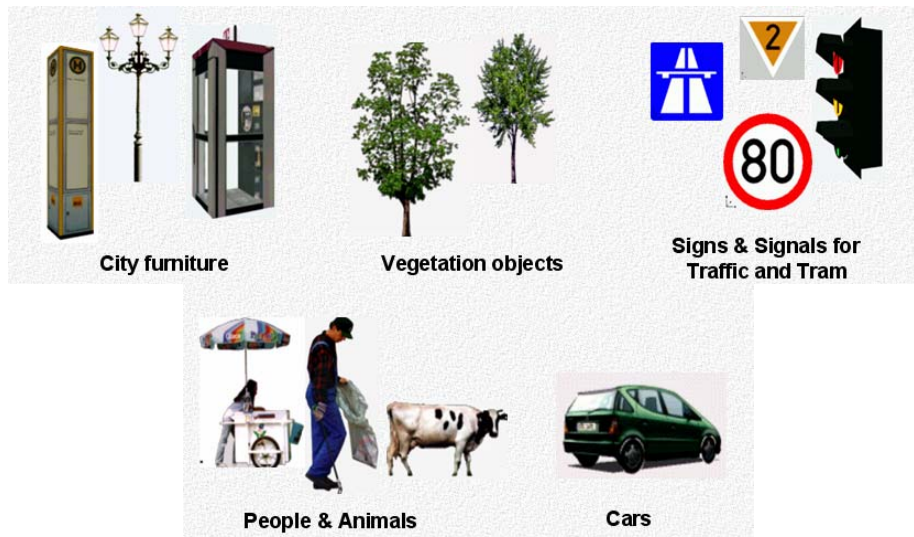 H
2
80
City furniture
Vegetation objects
Signs & Signals for
Traffic and Tram
People & Animals
Cars